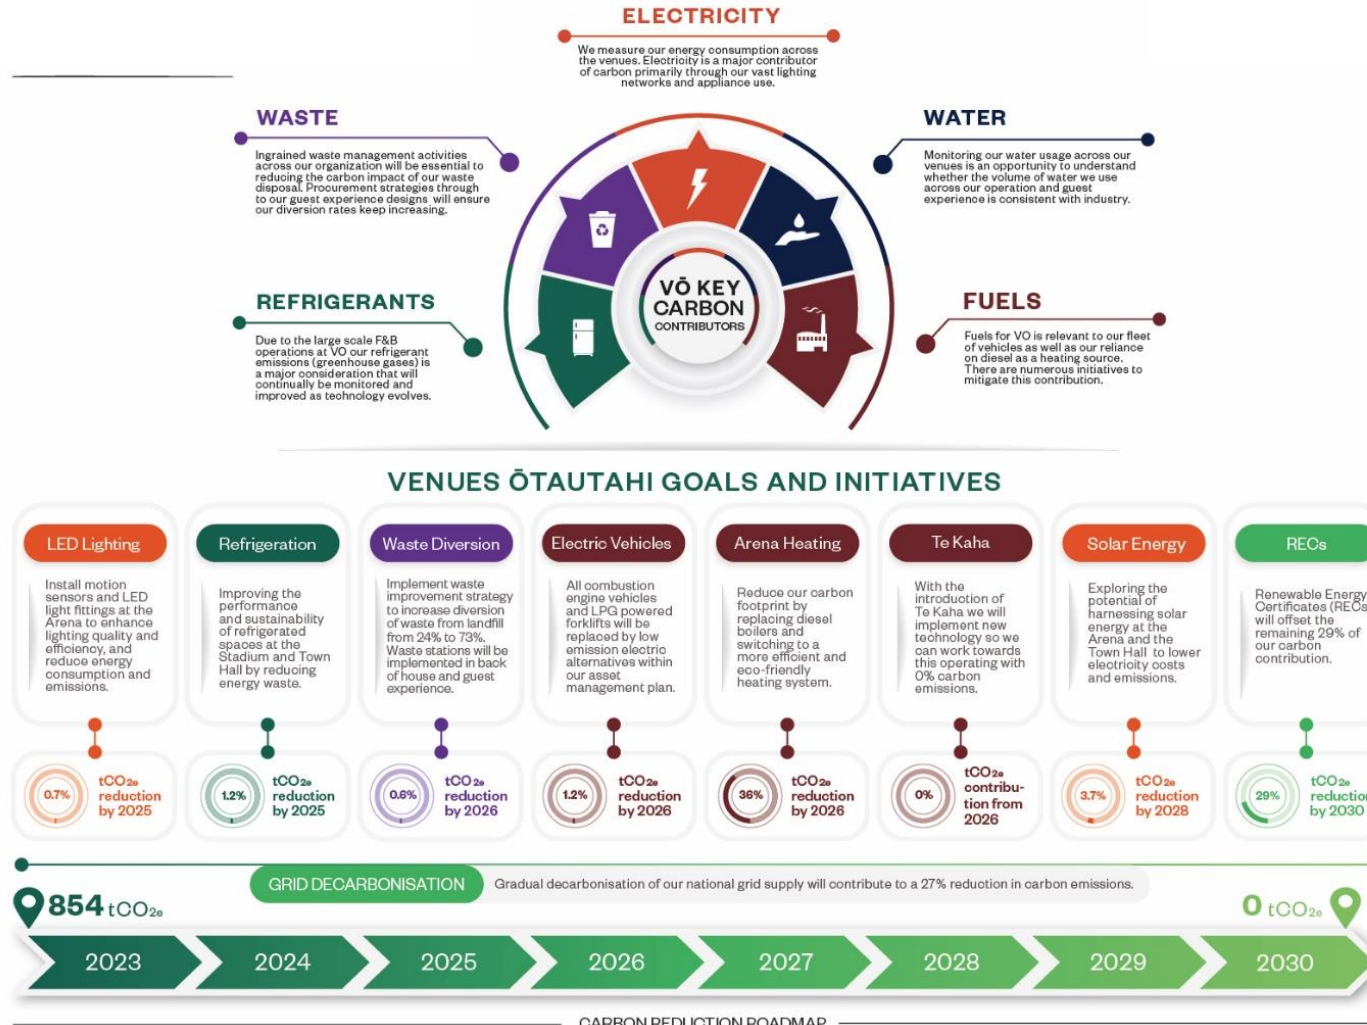 ELECTRICITY
We measure our energy consumption across
the venues. Electricity is a major contributor
of carbon primarily through our vast lighting
networks and appliance use.
WASTE
Ingrained waste management activities
across our organization will be essential to
reducing the carbon impact of our waste
disposal. Procurement strategies through
to our guest experience designs will ensure
our diversion rates keep increasing.
WATER
Monitoring our water usage across our
venues is an opportunity to understand
whether the volume of water we use
across our operation and guest
experience is consistent with industry.
REFRIGERANTS
Due to the large scale F&B
operations at VO our refrigerant
emissions (greenhouse gases) is
a major consideration that will
continually be monitored and
improved as technology evolves.
VŌ KEY
CARBON
CONTRIBUTORS
FUELS
Fuels for VO is relevant to our fleet
of vehicles as well as our reliance
on diesel as a heating source.
There are numerous initiatives to
mitigate this contribution.
VENUES ŌTAUTAHI GOALS AND INITIATIVES
LED Lighting
Install motion
sensors and LED
light fittings at the
Arena to enhance
lighting quality and
efficiency, and
reduce energy
consumption and
emissions.
0.7%
tCO2e
reduction
by 2025
Refrigeration
Improving the
performance
and sustainability
of refrigerated
spaces at the
Stadium and Town
Hall by reducing
energy waste.
1.2%
tCO2e
reduction
by 2025
Waste Diversion
Implement waste
improvement strategy
to increase diversion
of waste from landfill
from 24% to 73%.
Waste stations will be
implemented in back
of house and guest
experience.
0.6%
tCO2e
reduction
by 2026
Electric Vehicles
All combustion
engine vehicles
and LPG powered
forklifts will be
replaced by low
emission electric
alternatives within
our asset
management plan.
1.2%
tCO2e
reduction
by 2026
Arena Heating
Reduce our carbon
footprint by
replacing diesel
boilers and
switching to a
more efficient and
eco-friendly
heating system.
36%
tCO2e
reduction
by 2026
Te Kaha
With the
introduction of
Te Kaha we will
implement new
technology so we
can work towards
this operating with
0% carbon
emissions.
0%
tCO2e
contribu-
tion from
2026
Solar Energy
Exploring the
potential of
harnessing solar
energy at the
Arena and the
Town Hall to lower
electricity costs
and emissions.
3.7%
tCO2e
reduction
by 2028
RECs
Renewable Energy
Certificates (RECs
will offset the
remaining 29% of
our carbon
contribution.
29%
tCO2e
reduction
by 2030
GRID DECARBONISATION
Gradual decarbonisation of our national grid supply will contribute to a 27% reduction in carbon emissions.
854 tCO2e
0 tCO2e
2023
2024
2025
2026
2027
2028
2029
2030
CARBON REDUCTION ROADMAP